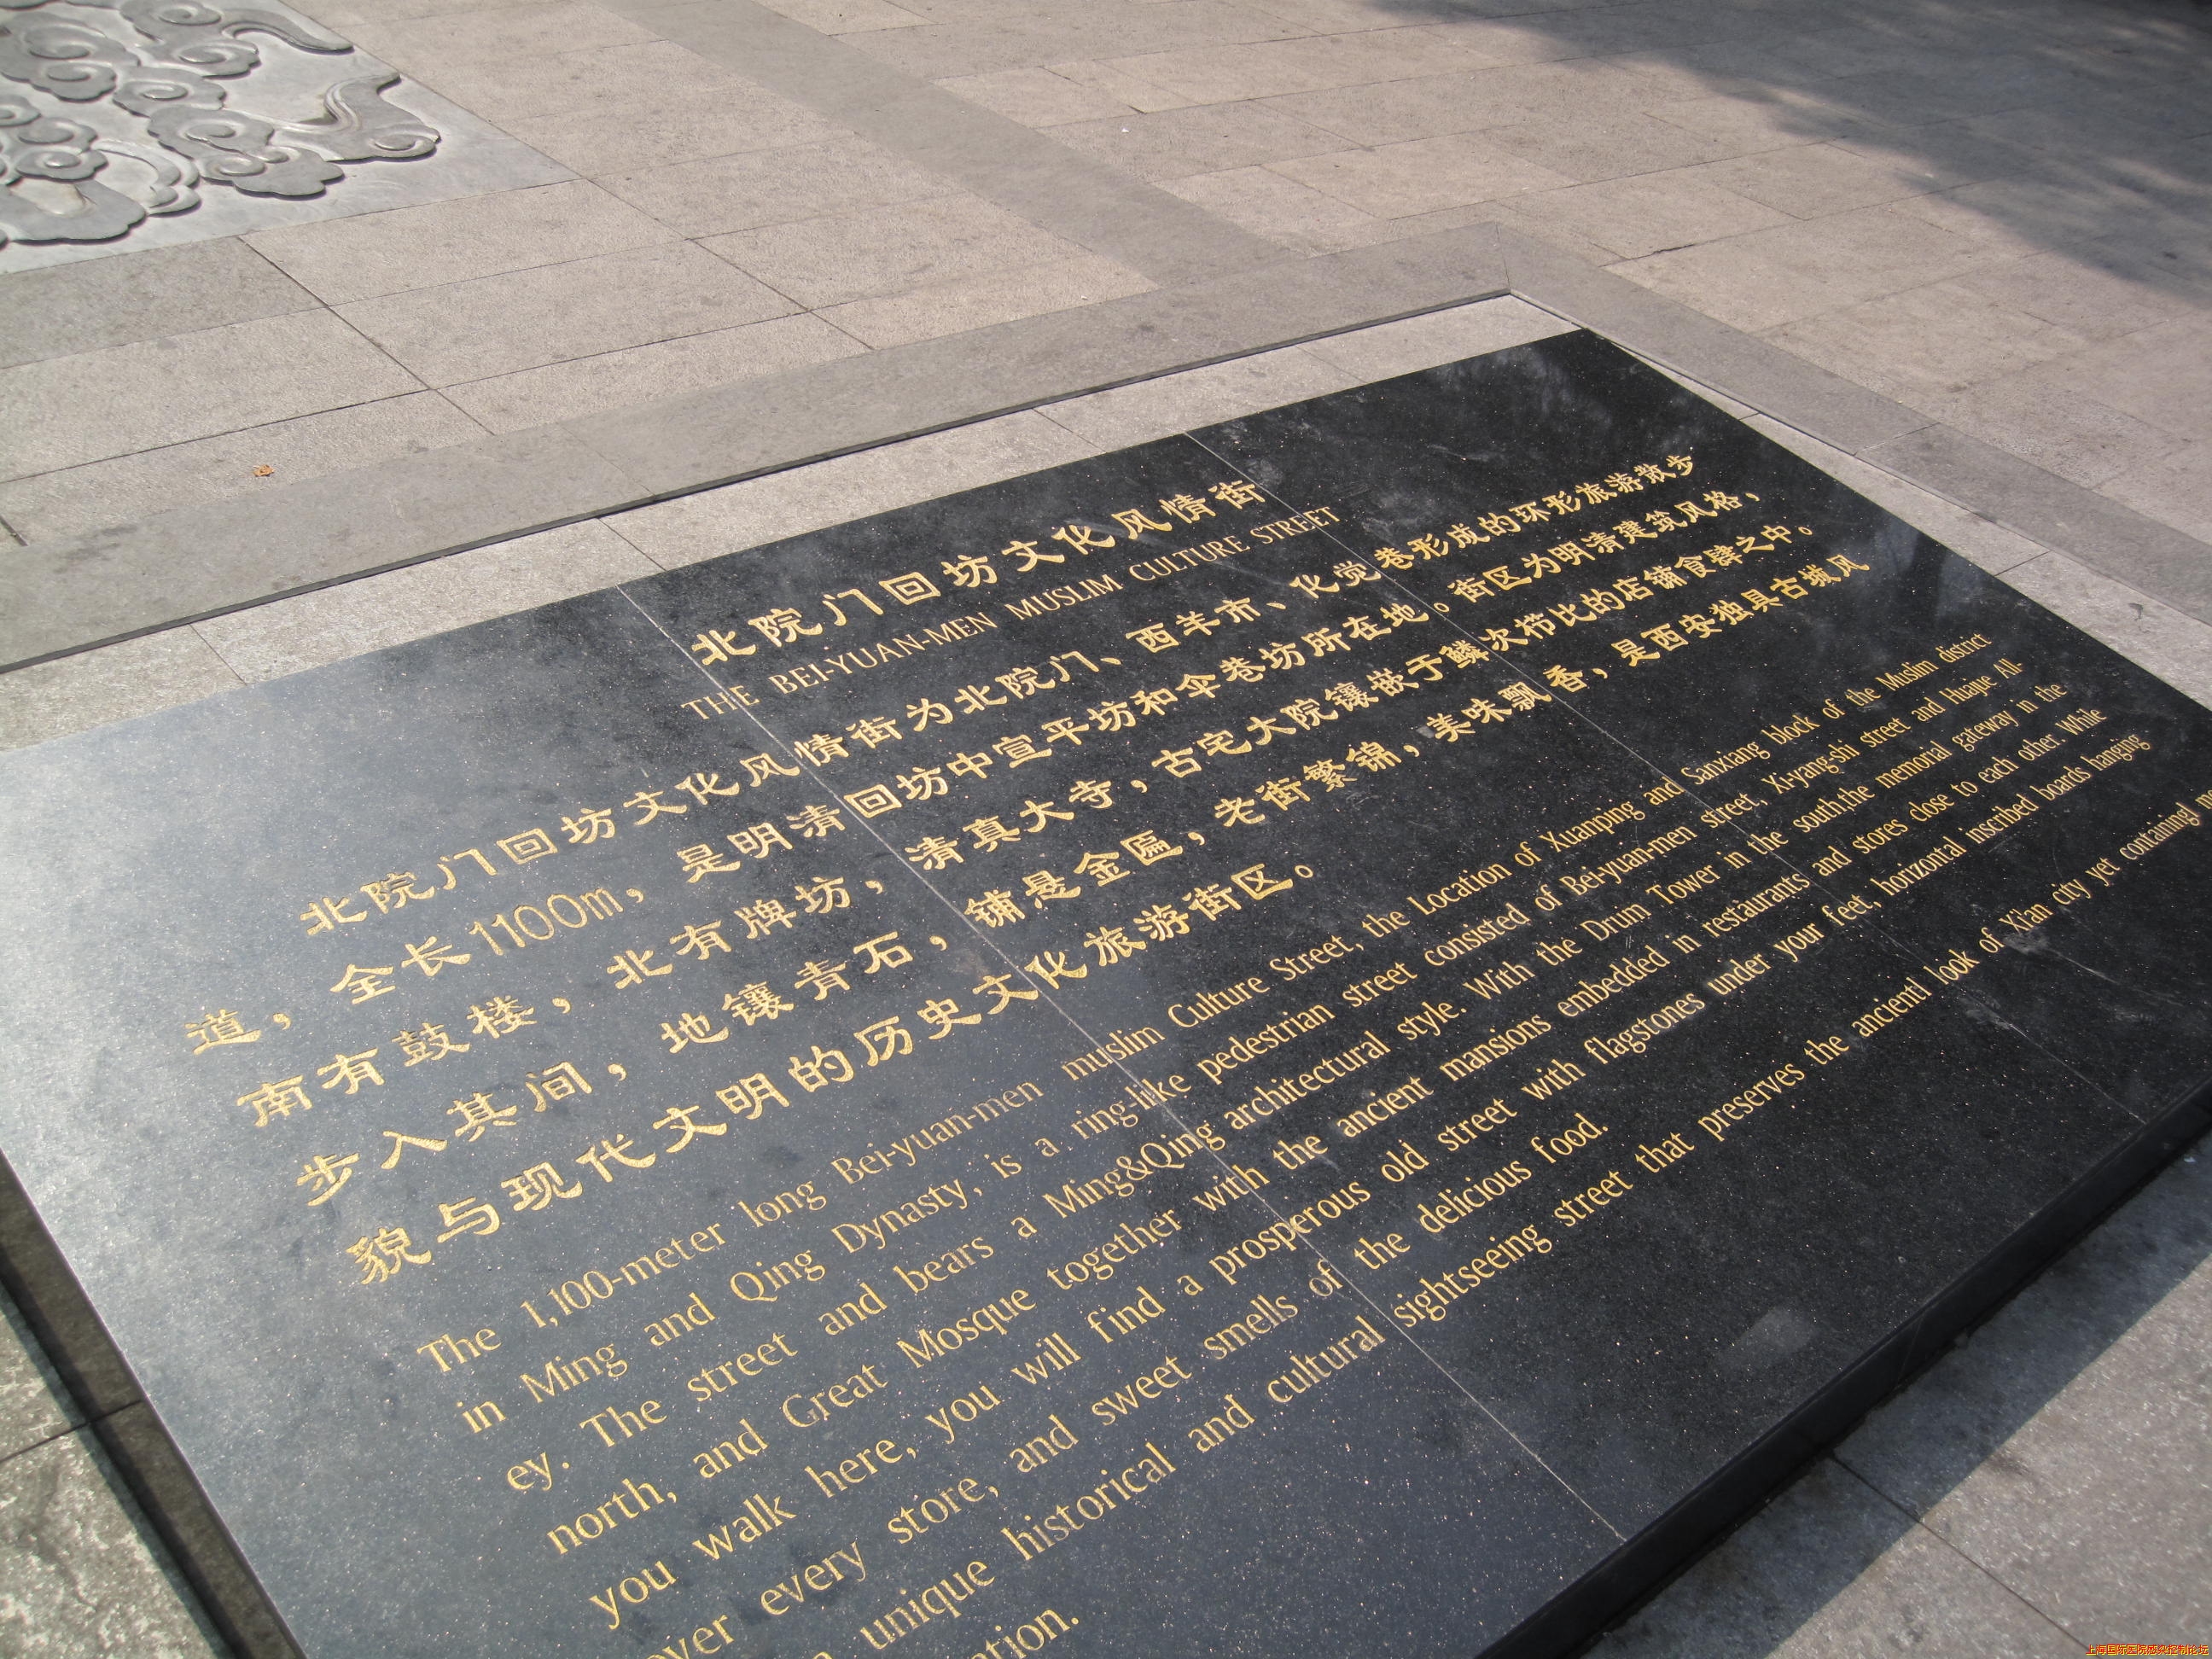 北院门回坊文化风情街
THE BEI-YUAN-MEN MUSLIM CULTURE STREET
北院门回坊文化风情街为北院门、西羊市、化觉巷形成的环形旅游散步
道，全长1100m，是明清回坊中宣平坊和伞巷坊所在地。街区为明清建筑风格，
南有鼓楼，北有牌坊，清真大寺，古宅大院镶嵌于鳞次栉比的店铺食肆之中。
步入其间，地镶青石，铺悬金匾，老街繁锦，美味飘香，是西安独具古城风
貌与现代文明的历史文化旅游街区。
The 1,100-meter long Bei-yuan-men muslim Culture Street, the Location of Xuanping and Sanxiang block of the Muslim district
in Ming and Qing Dynasty, is a ring-like pedestrian street consisted of Bei-yuan-men street, Xi-yang-shi street and Huajue All-
ey. The street and bears a Ming&Qing architectural style. With the Drum Tower in the south,the memorial gateway in the
north, and Great Mosque together with the ancient mansions embedded in restaurants and stores close to each other. While
you walk here, you will find a prosperous old street with flagstones under your feet, horizontal inscribed boards hanging
over every store, and sweet smells of the delicious food.
unique historical and cultural sightseeing street that preserves the ancientl look of Xi'an city yet containingl
上海国际医院感染控制论坛